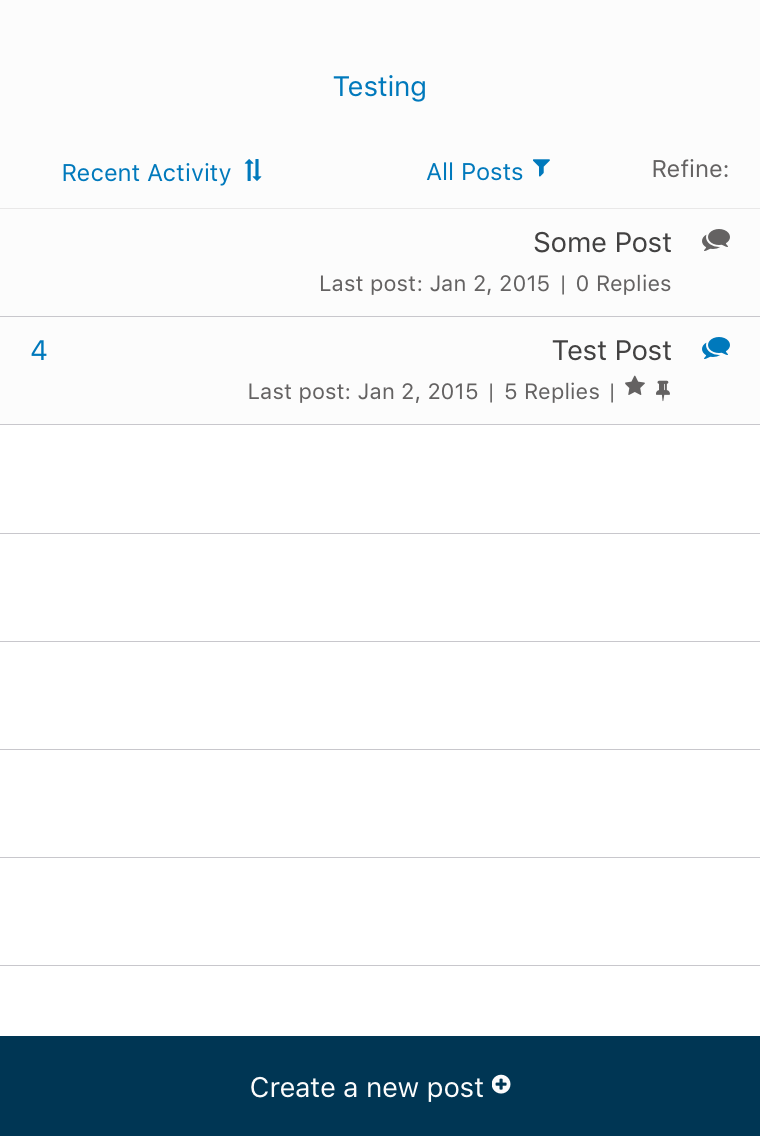 Testing
Refine: All Posts Recent Activity
Some Post
Last post: Jan 2, 2015 | 0 Replies
Test Post 4
Last post: Jan 2, 2015 | 5 Replies |
Create a new post